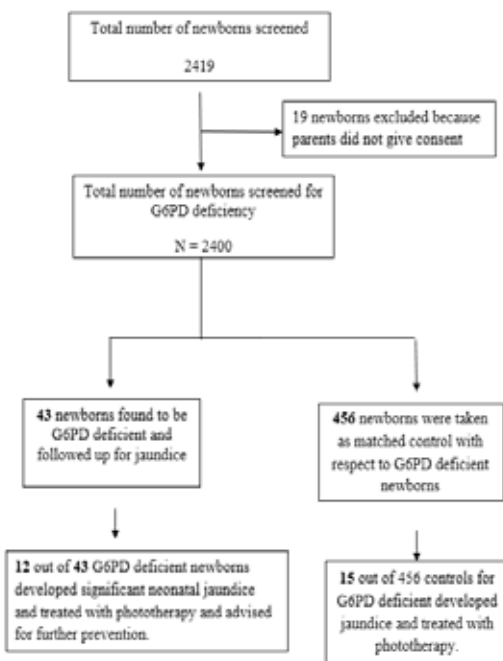 Total number of newborns screened
2419
19 newborns excluded because
parents did not give consent
Total number of newborns screened for
G6PD deficiency
N = 2400
43 newborns found to be
G6PD deficient and
followed up for jaundice
456 newborns were taken
as matched control with
respect to G6PD deficient
newborns
12 out of 43 G6PD deficient newborns
developed significant neonatal jaundice
and treated with phototherapy and advised
for further prevention.
15 out of 456 controls for
G6PD deficient developed
jaundice and treated with
phototherapy.